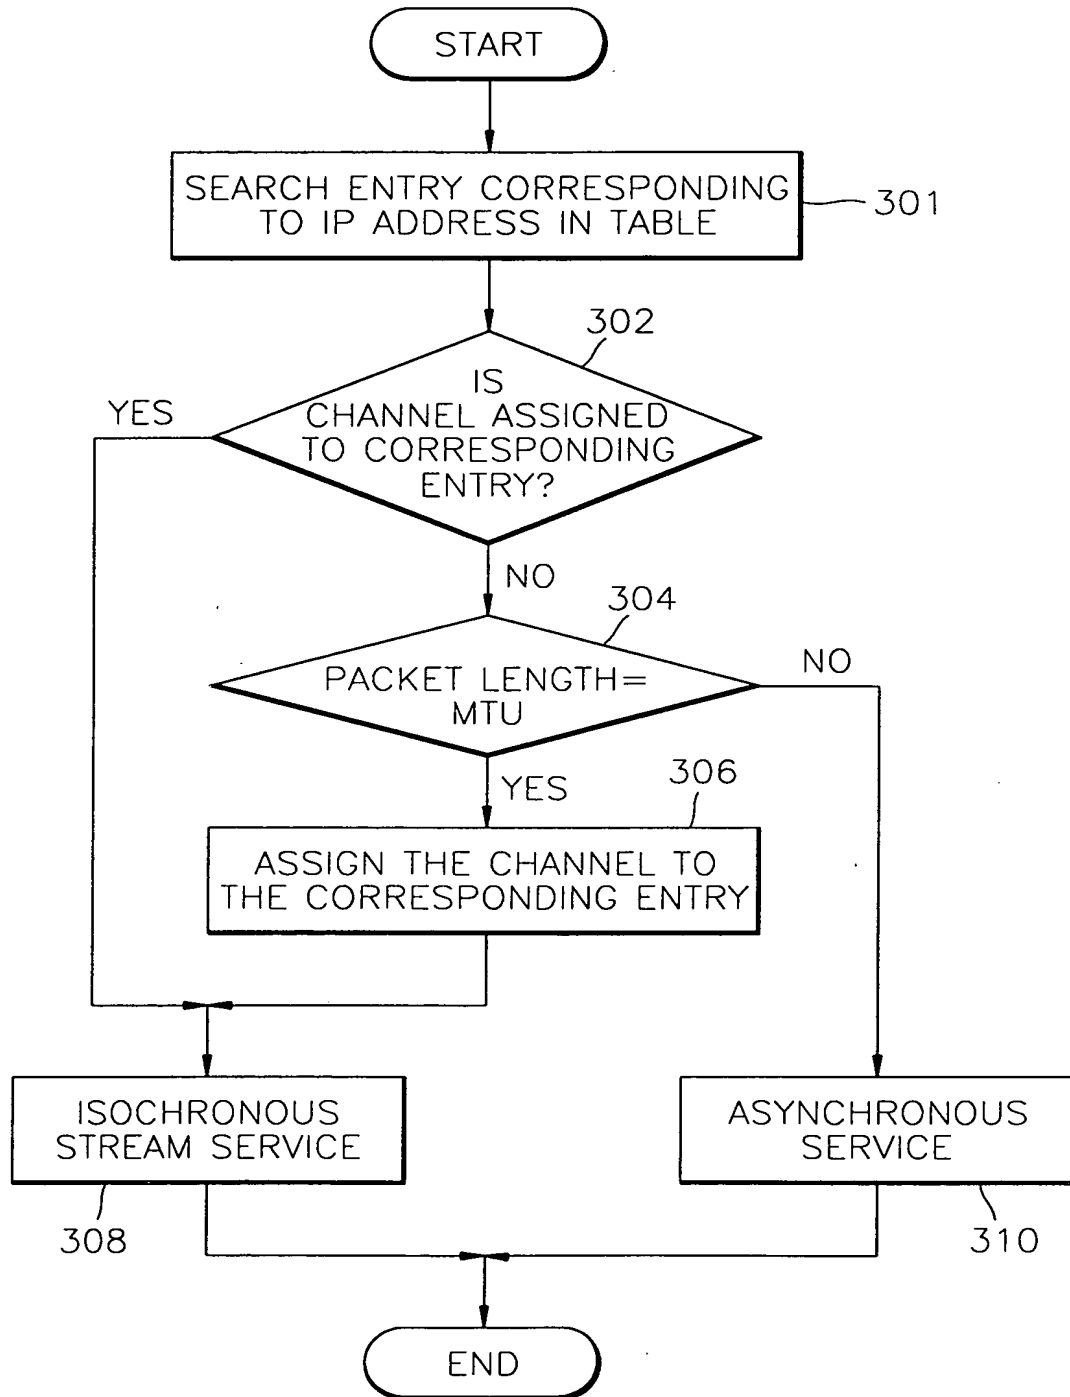 START
SEARCH ENTRY CORRESPONDING
TO IP ADDRESS IN TABLE
301
302
IS
CHANNEL ASSIGNED
TO CORRESPONDING
ENTRY?
YES
NO
304
PACKET LENGTH=
MTU
NO
YES
306
ASSIGN THE CHANNEL TO
THE CORRESPONDING ENTRY
ISOCHRONOUS
STREAM SERVICE
308
ASYNCHRONOUS
SERVICE
310
END